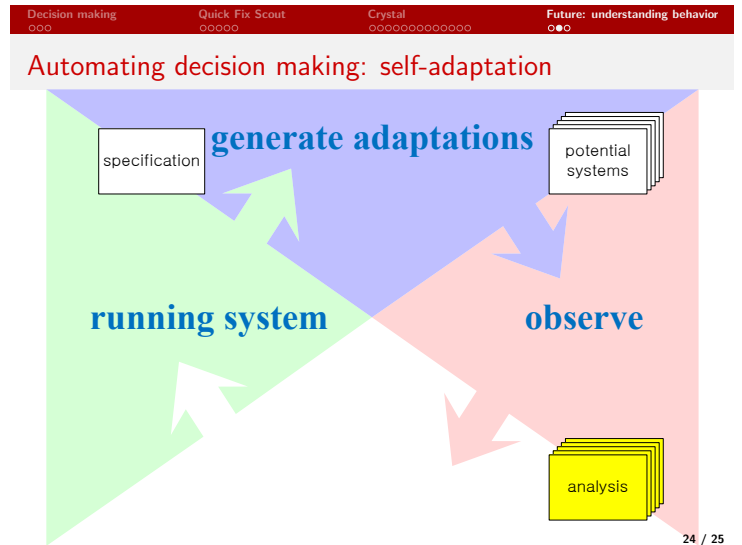 Decision making Quick Fix Scout Crystal Future: understanding behavior
Automating decision making: self-adaptation
generate adaptations
specification
potential
systems
running system
observe
analysis
24 / 25